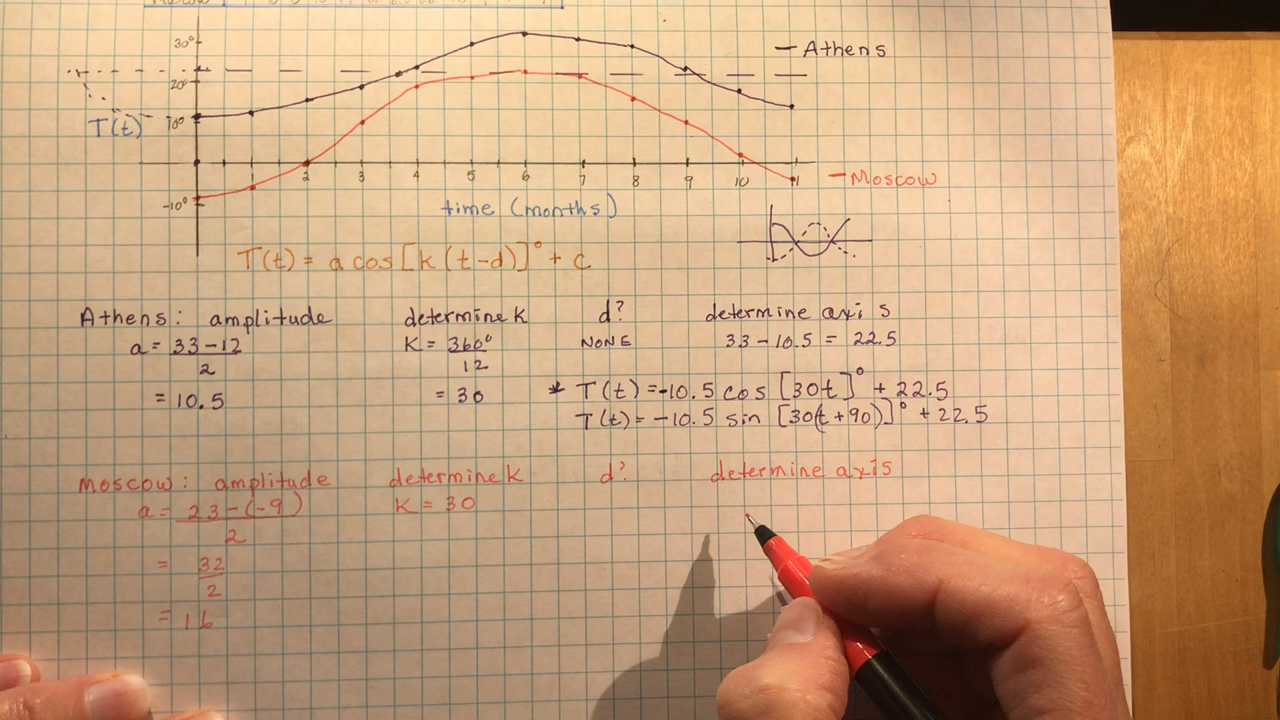 30°
Athens
20°
T(t)
10°
1 2 3 4 5 6 7 8 9 10 11
Moscow
-10°
time (months)
T(t) = a cos [k (t-d)]° + c
Athens: amplitude determine k d? determine axis
a = 33-12 K = 360° NONE 33-10.5 = 22.5
2 12
= 10.5 = 30 * T(t) = -10.5 cos [30t]° + 22.5
T(t) = -10.5 sin [30(t+90)]° + 22.5
Moscow: amplitude determine k d? determine axis
a = 23-(-9) K = 30
2
= 32
2
= 16